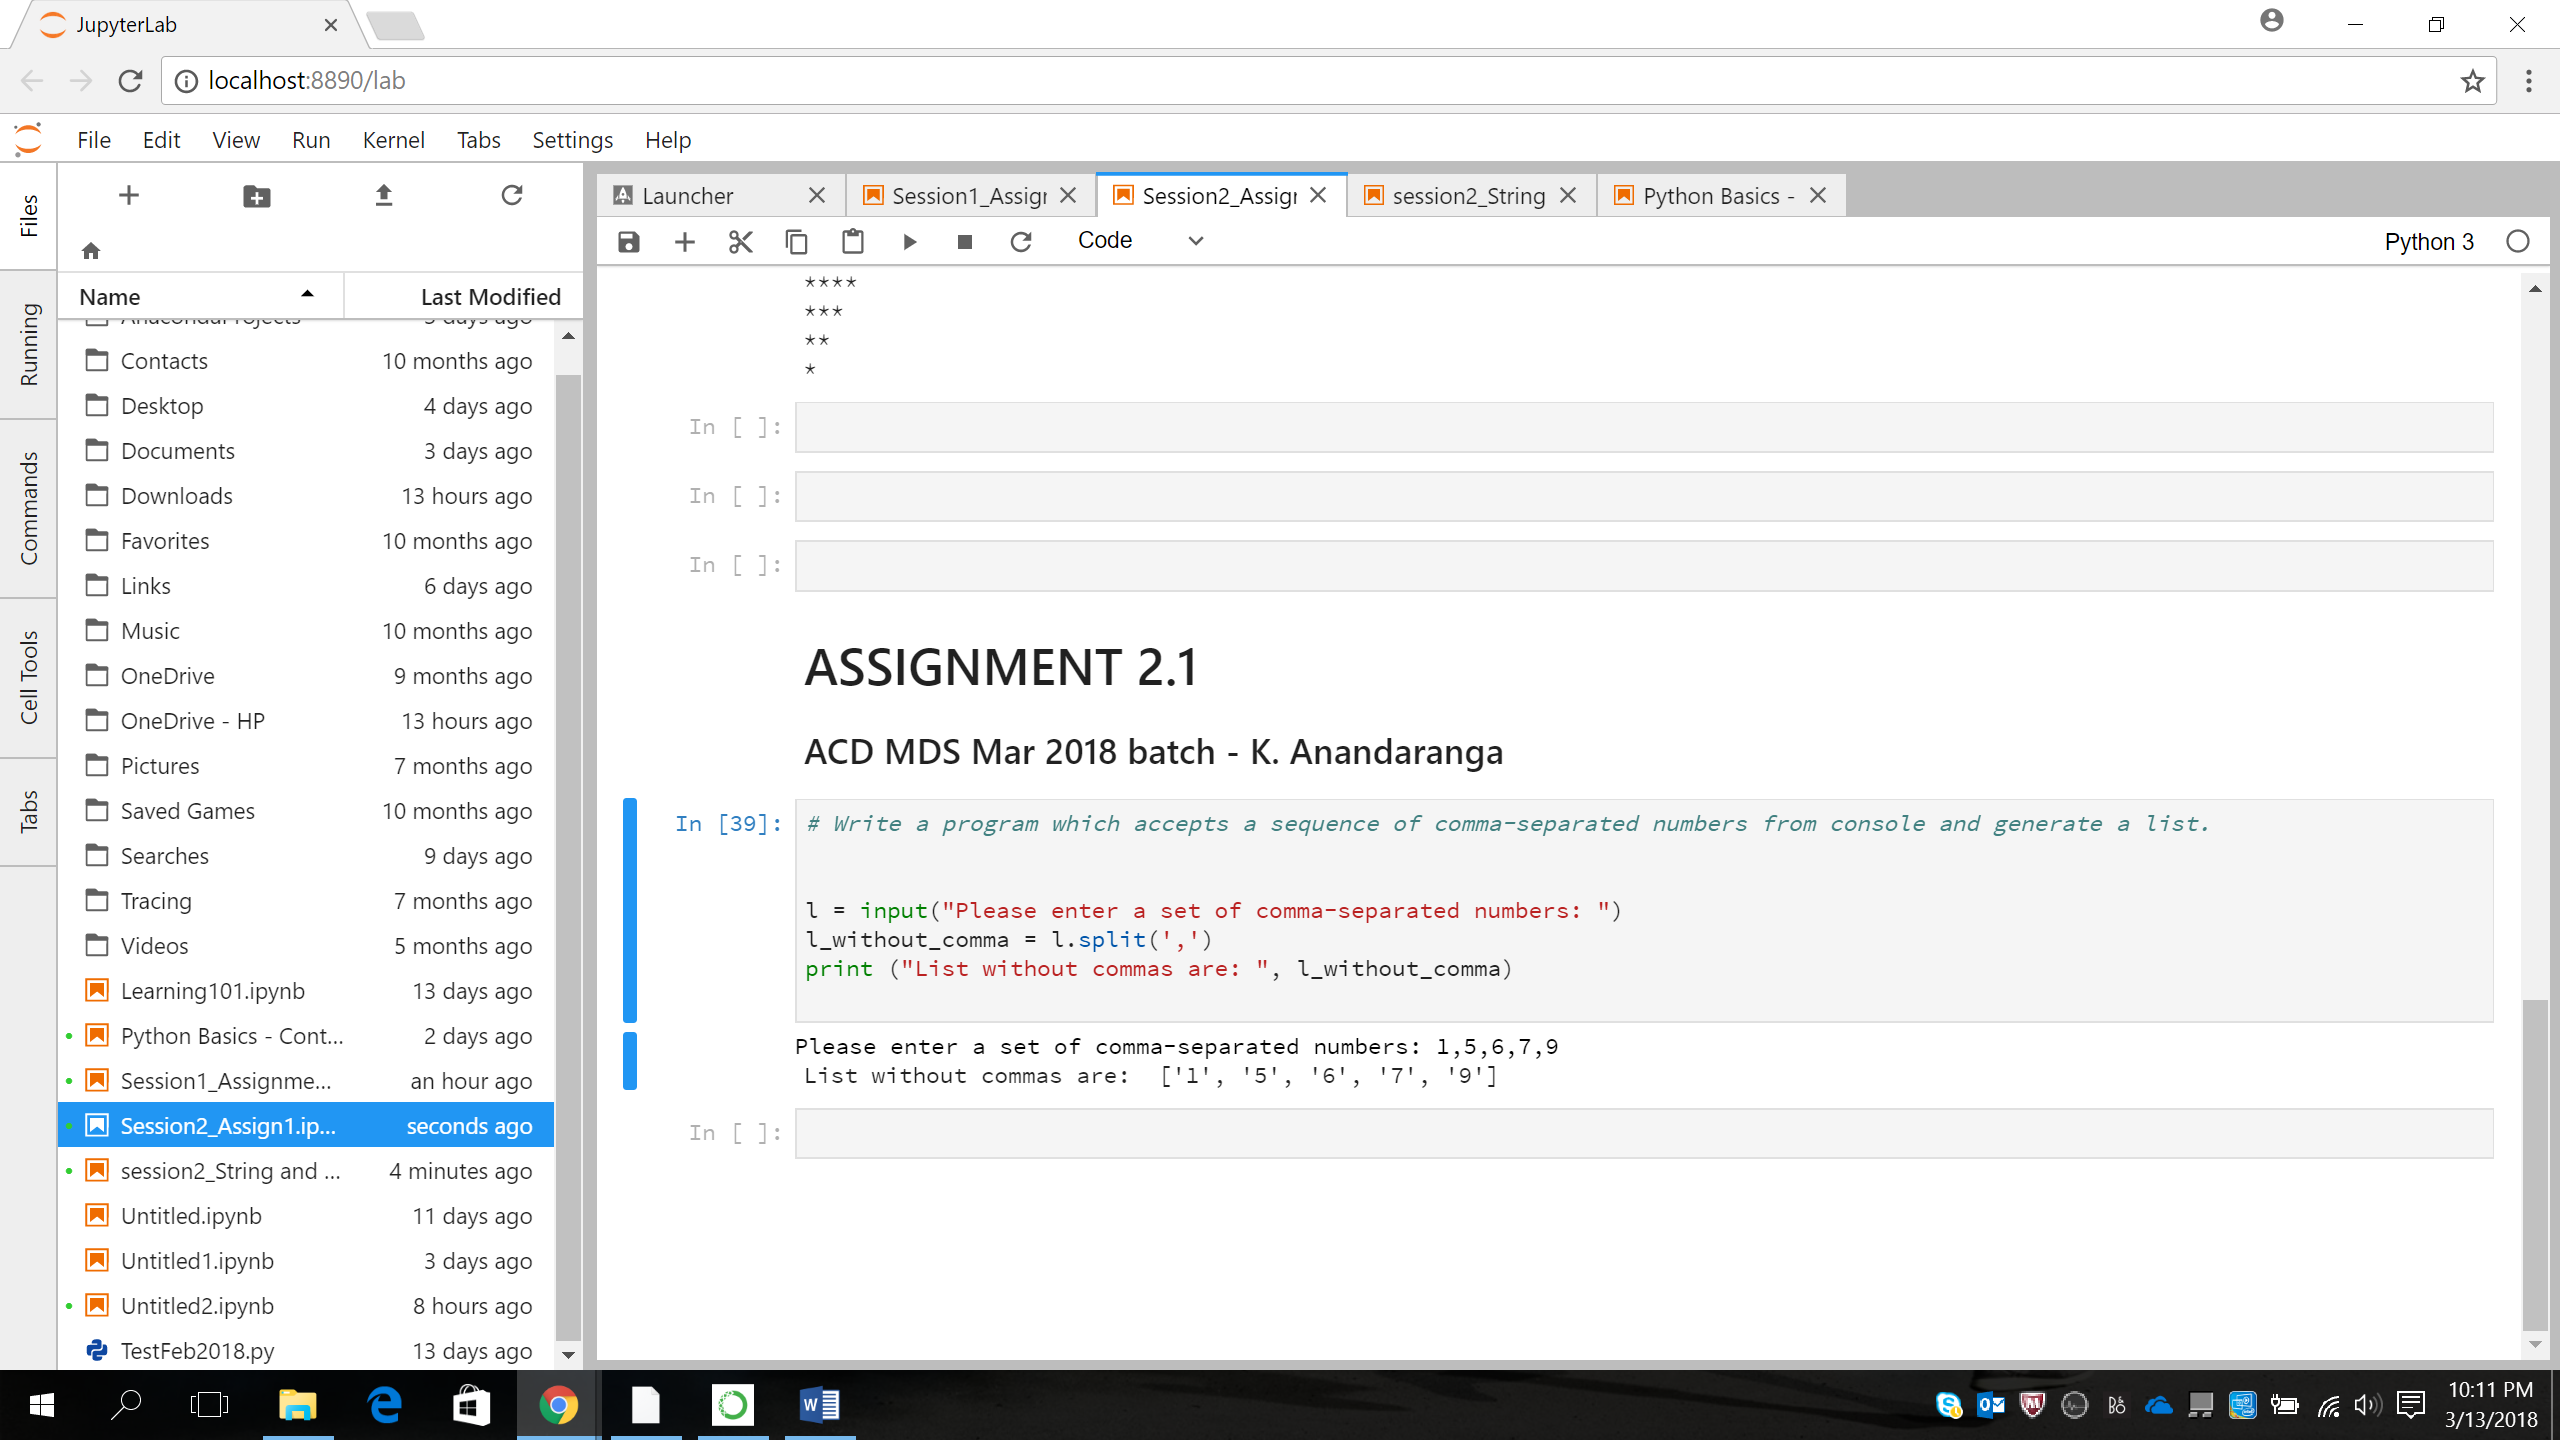 JupyterLab
localhost:8890/lab
File Edit View Run Kernel Tabs Settings Help
Files
Running
Commands
Cell Tools
Tabs
Name Last Modified
AnacondaProjects 3 days ago
Contacts 10 months ago
Desktop 4 days ago
Documents 3 days ago
Downloads 13 hours ago
Favorites 10 months ago
Links 6 days ago
Music 10 months ago
OneDrive 9 months ago
OneDrive - HP 13 hours ago
Pictures 7 months ago
Saved Games 10 months ago
Searches 9 days ago
Tracing 7 months ago
Videos 5 months ago
Learning101.ipynb 13 days ago
Python Basics - Cont... 2 days ago
Session1_Assignme... an hour ago
Session2_Assign1.ip... seconds ago
session2_String and ... 4 minutes ago
Untitled.ipynb 11 days ago
Untitled1.ipynb 3 days ago
Untitled2.ipynb 8 hours ago
TestFeb2018.py 13 days ago
Launcher Session1_Assigr Session2_Assigr session2_String Python Basics -
Code Python 3
****
***
**
*
In [ ]:
In [ ]:
In [ ]:
ASSIGNMENT 2.1
ACD MDS Mar 2018 batch - K. Anandaranga
In [39]: # Write a program which accepts a sequence of comma-separated numbers from console and generate a list.
l = input("Please enter a set of comma-separated numbers: ")
l_without_comma = l.split(',')
print ("List without commas are: ", l_without_comma)
Please enter a set of comma-separated numbers: 1,5,6,7,9
List without commas are:  ['1', '5', '6', '7', '9']
In [ ]:
10:11 PM
3/13/2018